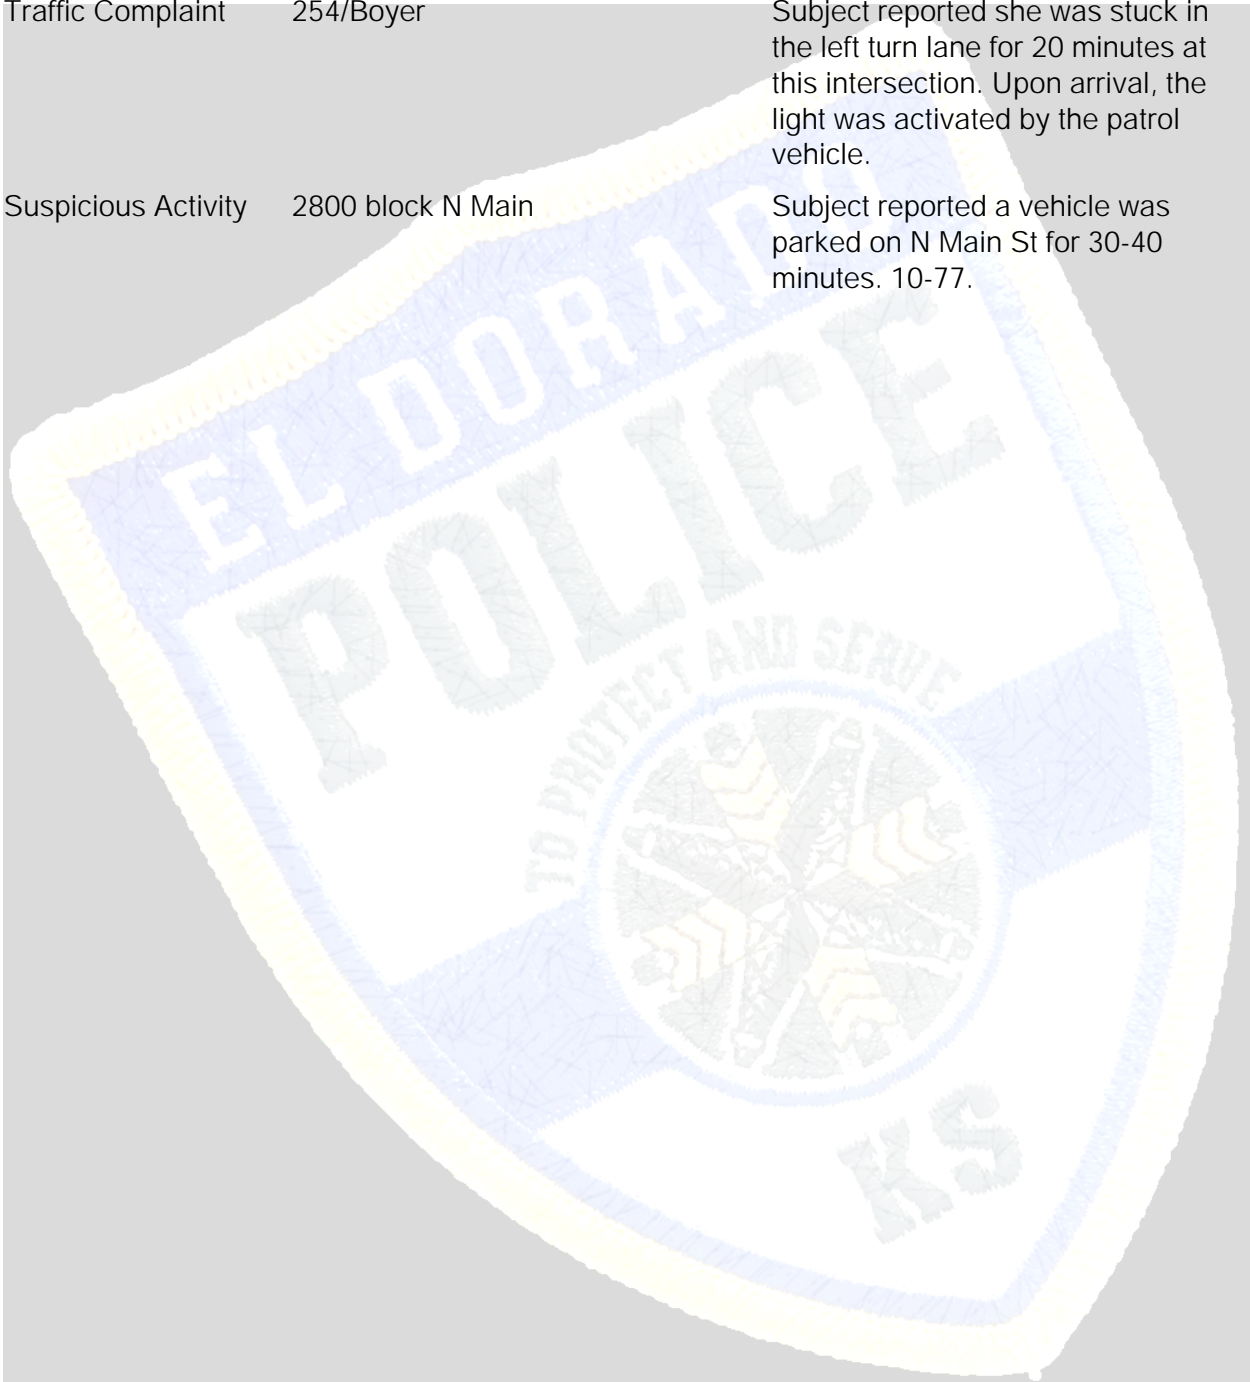 Traffic Complaint 254/Boyer Subject reported she was stuck in
the left turn lane for 20 minutes at
this intersection. Upon arrival, the
light was activated by the patrol
vehicle.
Suspicious Activity 2800 block N Main Subject reported a vehicle was
parked on N Main St for 30-40
minutes. 10-77.
EL DORADO
POLICE
TO PROTECT AND SERVE
KS